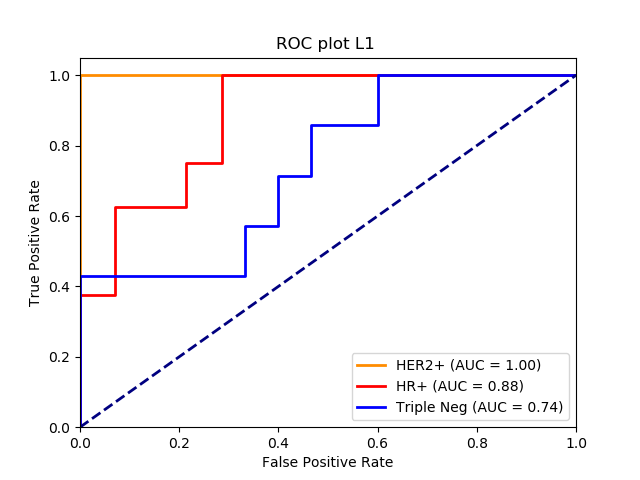 ROC plot L1
True Positive Rate
1.0
0.8
0.6
0.4
0.2
0.0
HER2+ (AUC = 1.00)
HR+ (AUC = 0.88)
Triple Neg (AUC = 0.74)
0.0 0.2 0.4 0.6 0.8 1.0
False Positive Rate